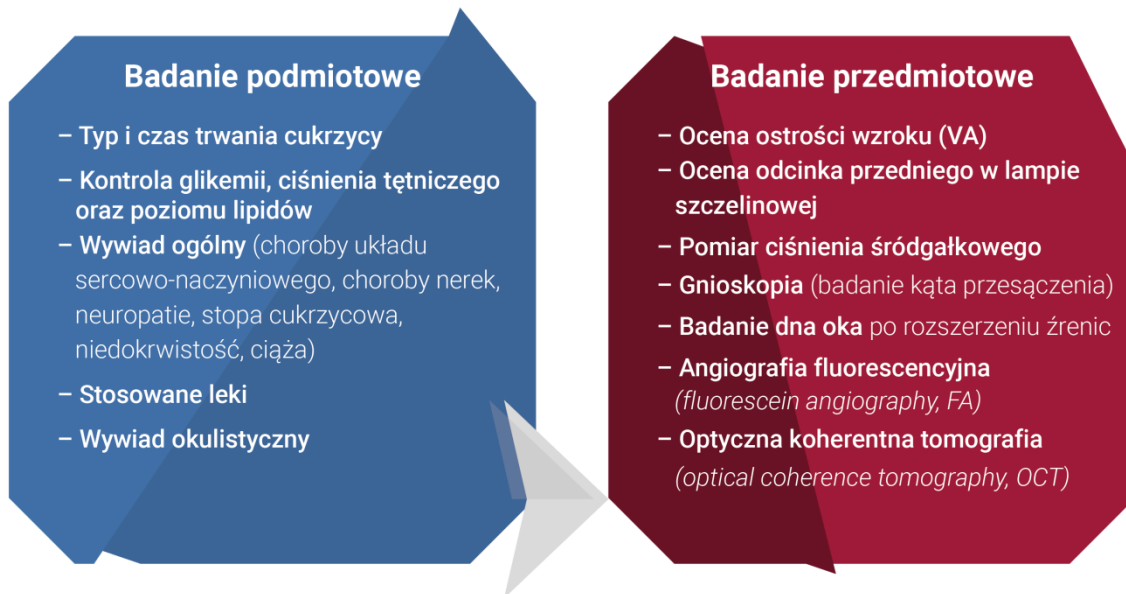 Badanie podmiotowe
– Typ i czas trwania cukrzycy
– Kontrola glikemii, ciśnienia tętniczego
oraz poziomu lipidów
– Wywiad ogólny (choroby układu
sercowo-naczyniowego, choroby nerek,
neuropatie, stopa cukrzycowa,
niedokrwistość, ciąża)
– Stosowane leki
– Wywiad okulistyczny
Badanie przedmiotowe
– Ocena ostrości wzroku (VA)
– Ocena odcinka przedniego w lampie
szczelinowej
– Pomiar ciśnienia śródgałkowego
– Gnioskopia (badanie kąta przesączenia)
– Badanie dna oka po rozszerzeniu źrenic
– Angiografia fluorescencyjna
(fluorescein angiography, FA)
– Optyczna koherentna tomografia
(optical coherence tomography, OCT)